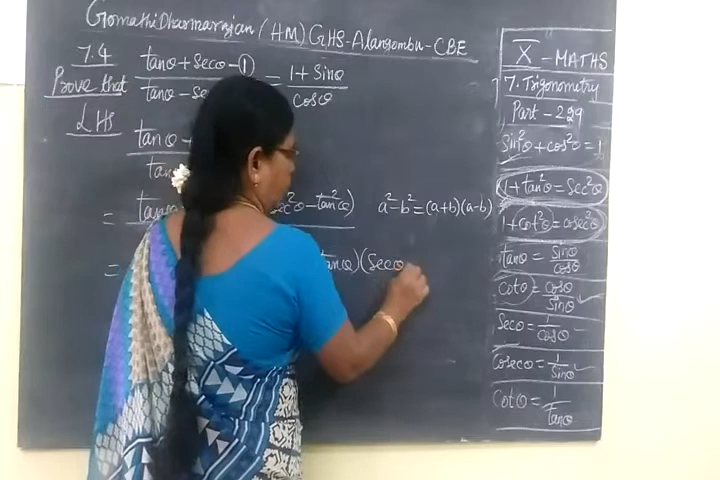 Gomathi Dharmarajan (HM) GHS-Alangombu-CBE
7.4
Prove that
tanθ + secθ - 1
tanθ - se
= 1 + sinθ
cosθ
LHS
tanθ
tan
= tanθ
sec²θ - tan²θ)
a² - b² = (a+b)(a-b)
=
tanθ)(secθ
X - MATHS
7. Trigonometry
Part - 229
sin²θ + cos²θ = 1
1 + tan²θ = sec²θ
1 + cot²θ = cosec²θ
tanθ = sinθ/cosθ
cotθ = cosθ/sinθ
secθ = 1/cosθ
cosecθ = 1/sinθ
cotθ = 1/tanθ